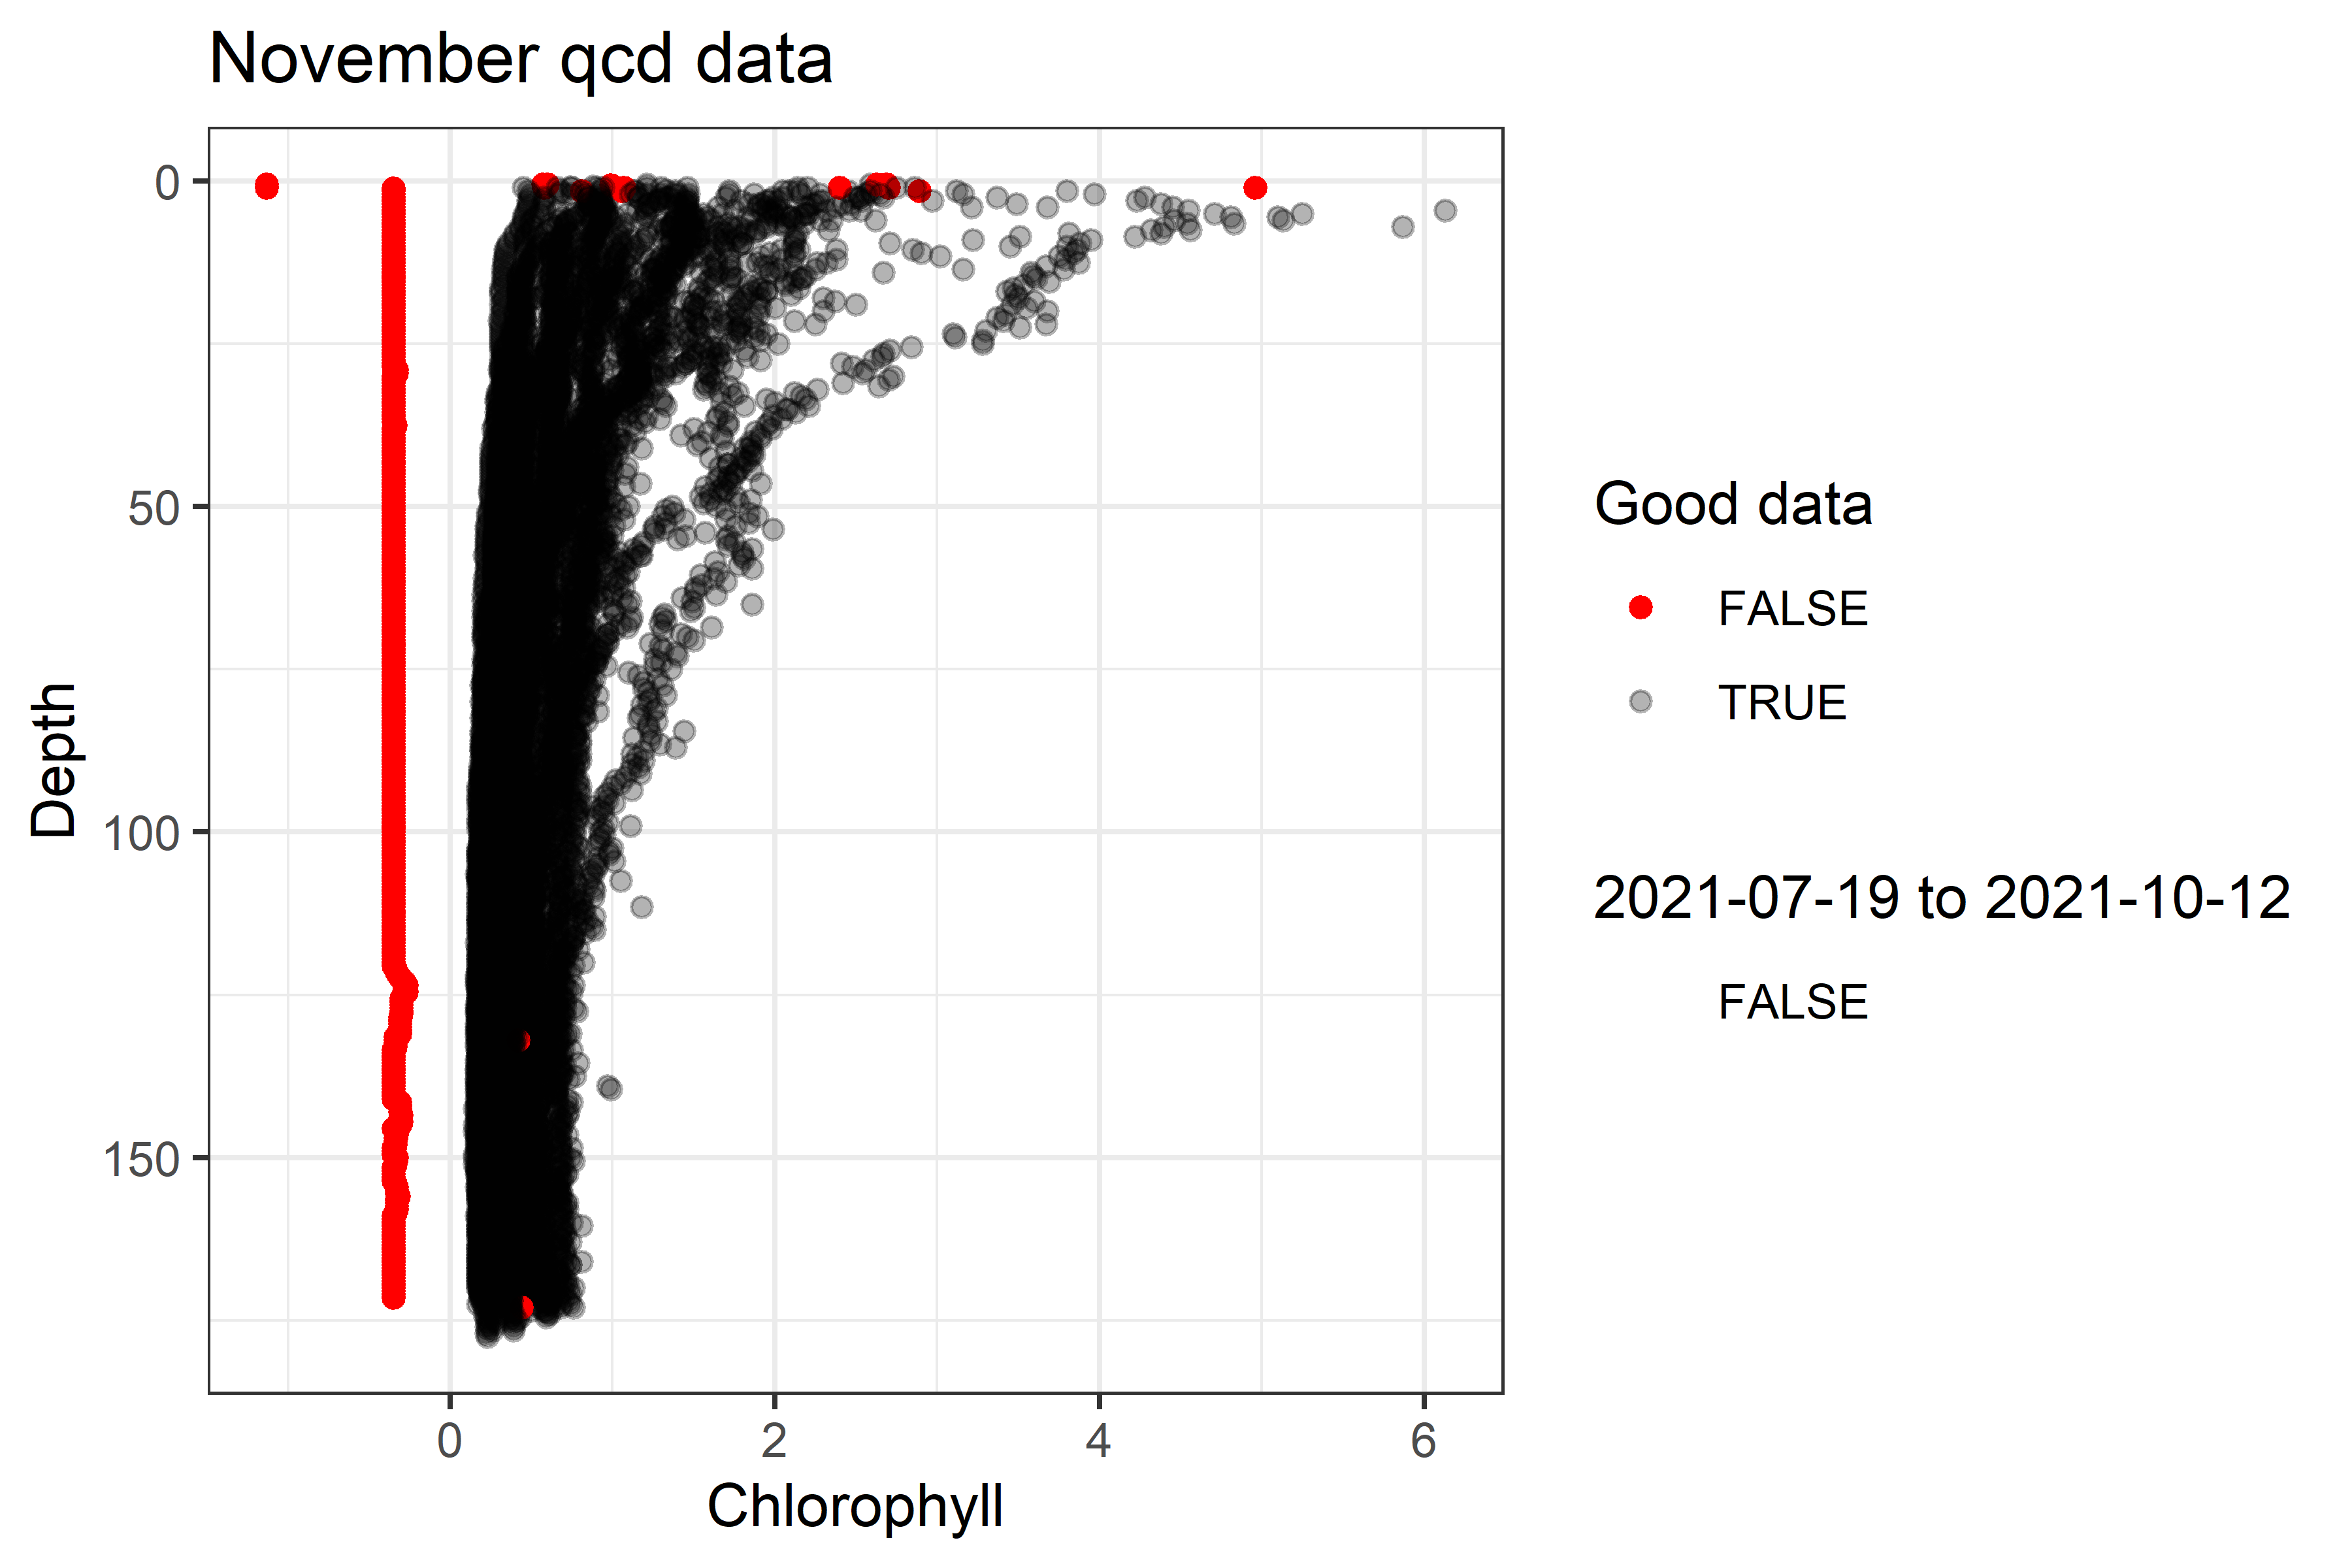 November qcd data
0
50
100
150
Depth
0 2 4 6
Chlorophyll
Good data
FALSE
TRUE
2021-07-19 to 2021-10-12
FALSE